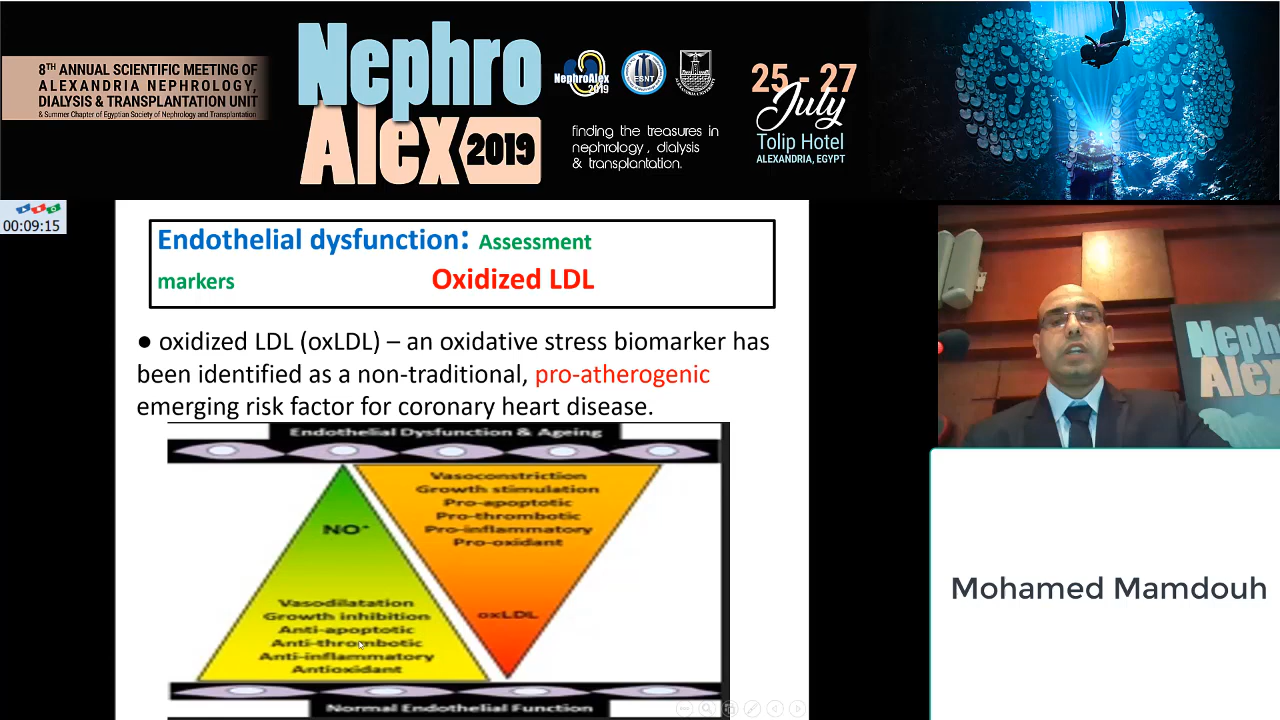 8TH ANNUAL SCIENTIFIC MEETING OF
ALEXANDRIA NEPHROLOGY,
DIALYSIS & TRANSPLANTATION UNIT
& Summer Chapter of Egyptian Society of Nephrology and Transplantation
Nephro
Alex 2019
NephroAlex
2019
ESNT
finding the treasures in
nephrology, dialysis
& transplantation.
25 - 27
July
Tolip Hotel
ALEXANDRIA, EGYPT
00:09:15
Endothelial dysfunction: Assessment
markers Oxidized LDL
● oxidized LDL (oxLDL) – an oxidative stress biomarker has
been identified as a non-traditional, pro-atherogenic
emerging risk factor for coronary heart disease.
Endothelial Dysfunction & Ageing
Vasoconstriction
Growth stimulation
Pro-apoptotic
Pro-thrombotic
Pro-inflammatory
Pro-oxidant
oxLDL
NO•
Vasodilatation
Growth inhibition
Anti-apoptotic
Anti-thrombotic
Anti-inflammatory
Antioxidant
Normal Endothelial Function
Neph
Alex
Mohamed Mamdouh